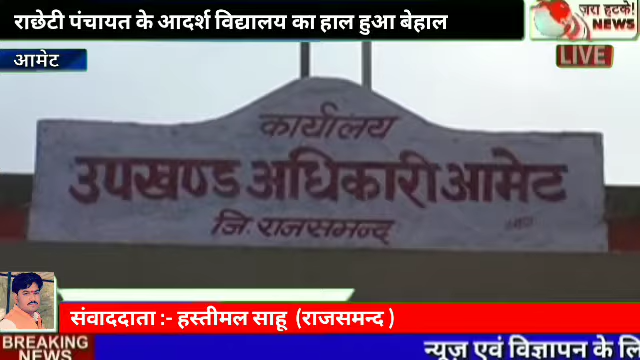 राछेटी पंचायत के आदर्श विद्यालय का हाल हुआ बेहाल
ज़रा हटके!
NEWS
आमेट
LIVE
कार्यालय
उपखण्ड अधिकारी आमेट
जि. राजसमन्द
संवाददाता :- हस्तीमल साहू (राजसमन्द )
BREAKING
NEWS
न्यूज एवं विज्ञापन के लि